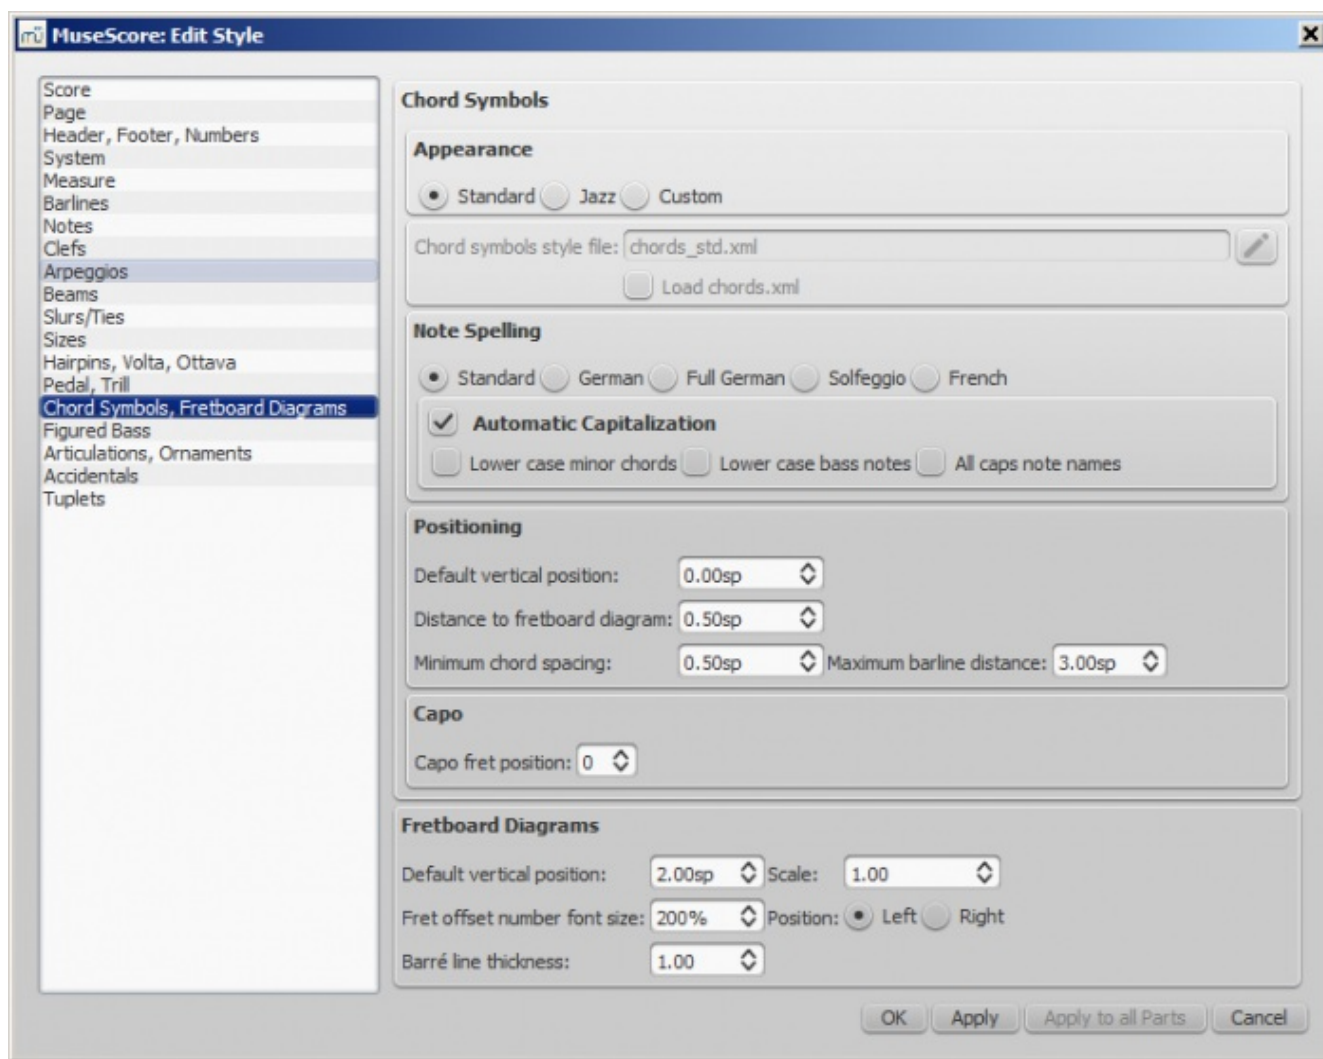 MuseScore: Edit Style
Score
Page
Header, Footer, Numbers
System
Measure
Barlines
Notes
Clefs
Arpeggios
Beams
Slurs/Ties
Sizes
Hairpins, Volta, Ottava
Pedal, Trill
Chord Symbols, Fretboard Diagrams
Figured Bass
Articulations, Ornaments
Accidentals
Tuplets
Chord Symbols
Appearance
Standard Jazz Custom
Chord symbols style file: chords_std.xml
Load chords.xml
Note Spelling
Standard German Full German Solfeggio French
Automatic Capitalization
Lower case minor chords Lower case bass notes All caps note names
Positioning
Default vertical position: 0.00sp
Distance to fretboard diagram: 0.50sp
Minimum chord spacing: 0.50sp Maximum barline distance: 3.00sp
Capo
Capo fret position: 0
Fretboard Diagrams
Default vertical position: 2.00sp Scale: 1.00
Fret offset number font size: 200% Position: Left Right
Barré line thickness: 1.00
OK Apply Apply to all Parts Cancel